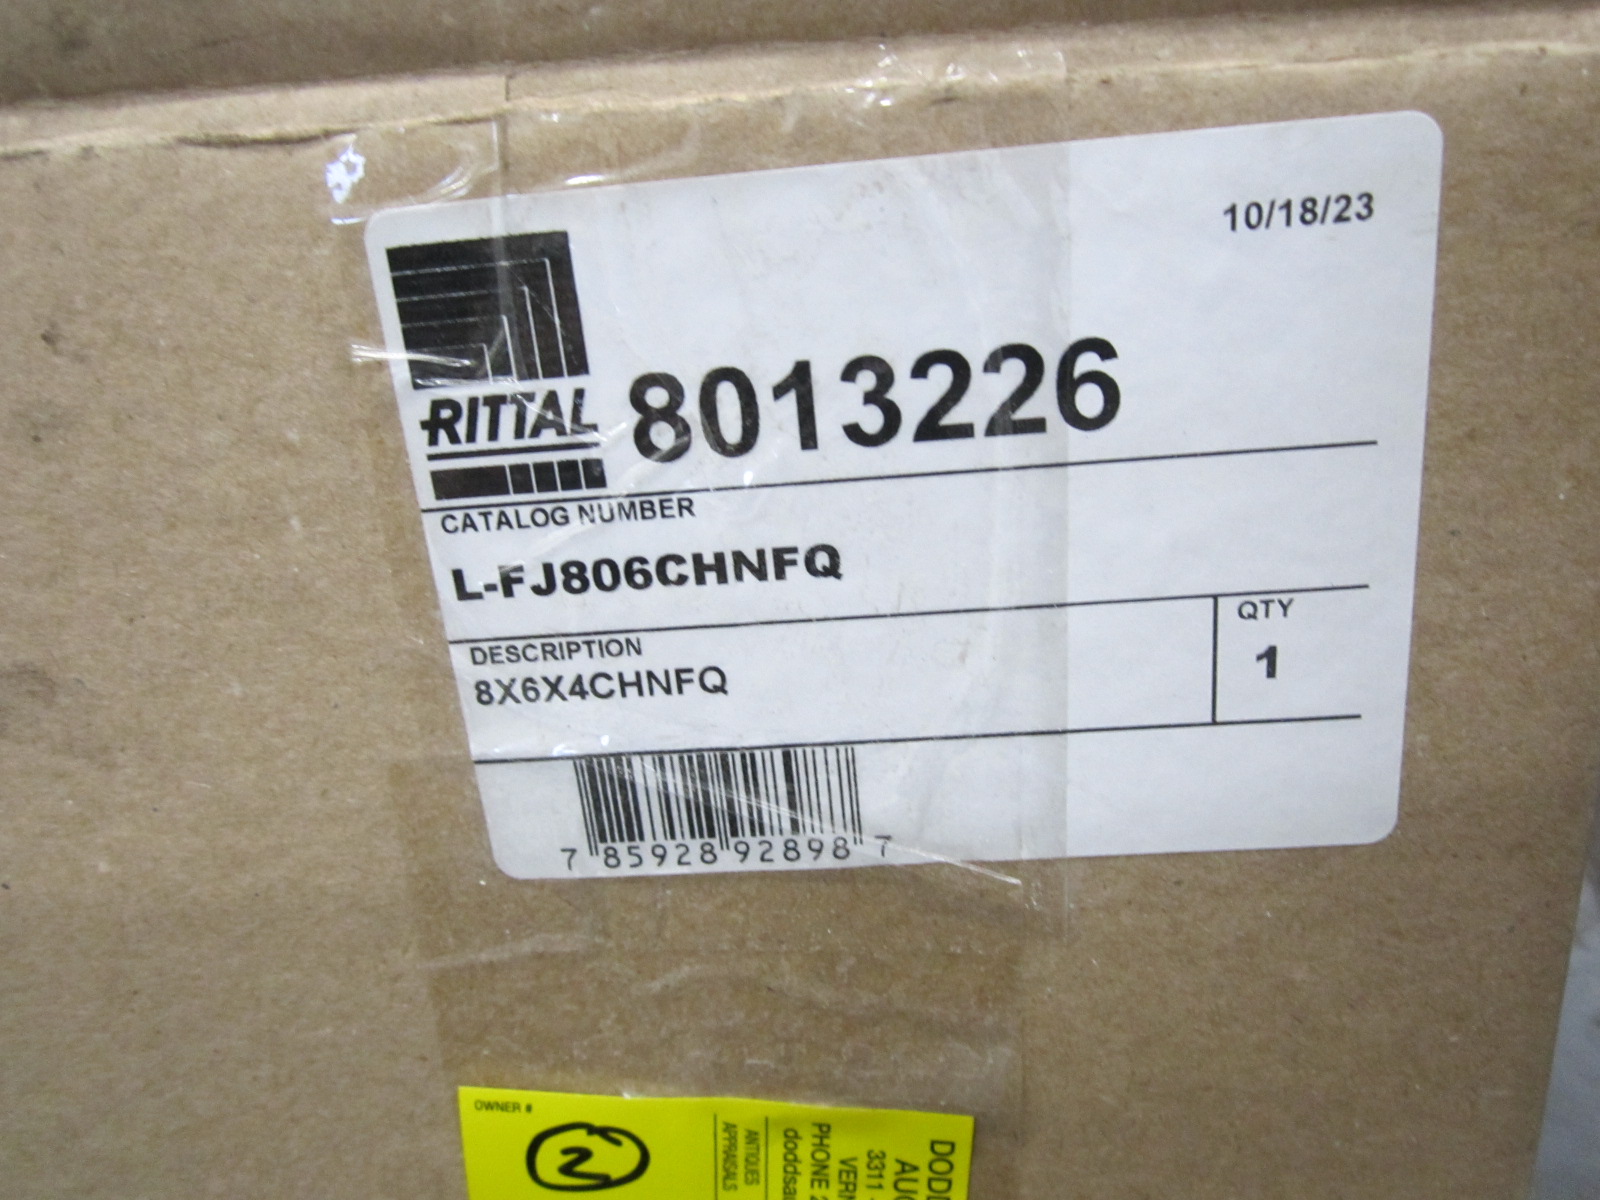 10/18/23
RITTAL 8013226
CATALOG NUMBER
L-FJ806CHNFQ
DESCRIPTION
8X6X4CHNFQ
QTY
1
7 85928 92898 7
OWNER #
2
ANTIQUES
APPRAISALS
PHONE
3311